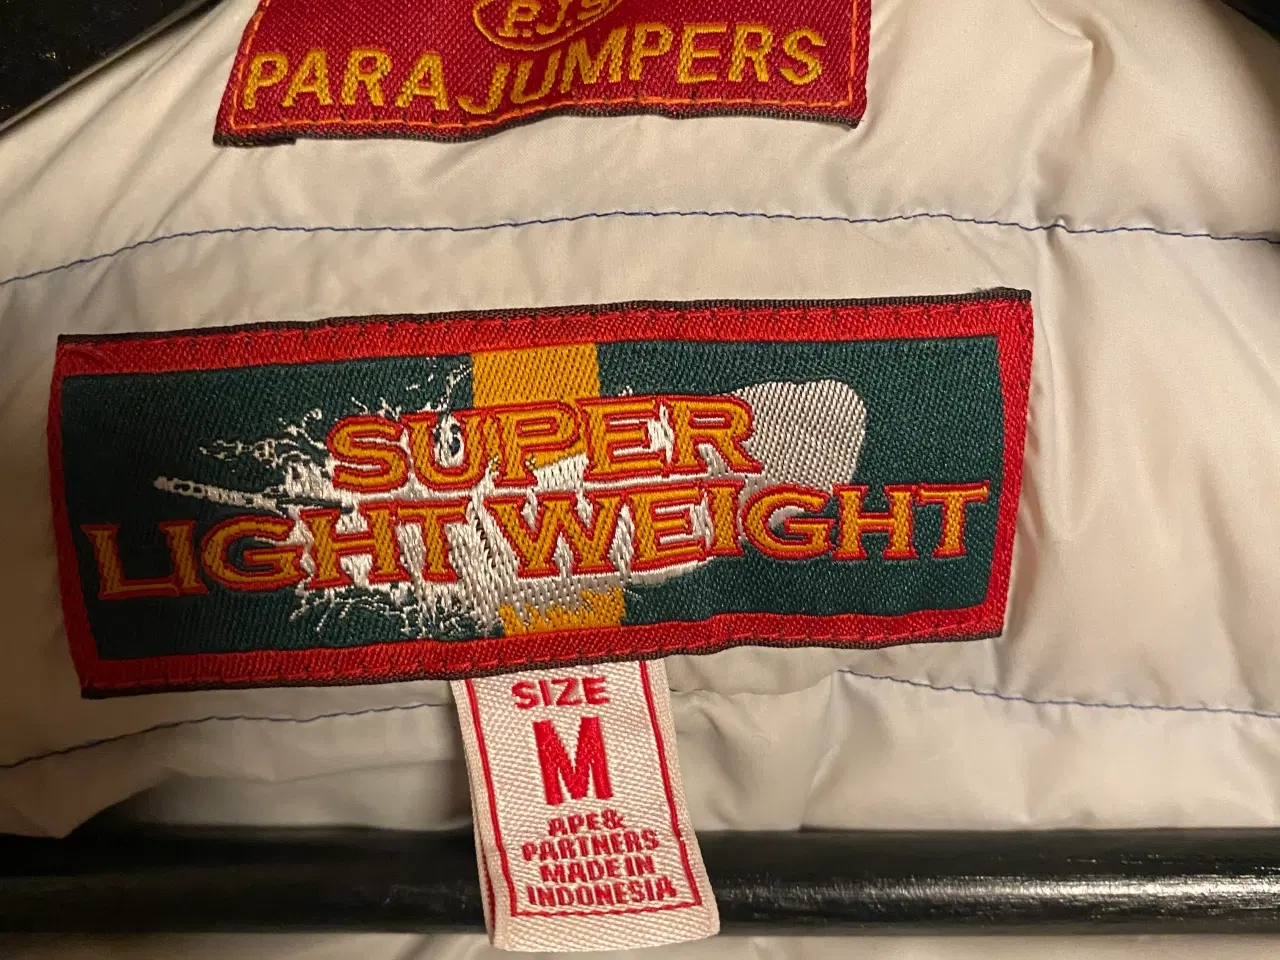 P.J.S
PARAJUMPERS
SUPER
LIGHTWEIGHT
SIZE
M
APE&
PARTNERS
MADE IN
INDONESIA